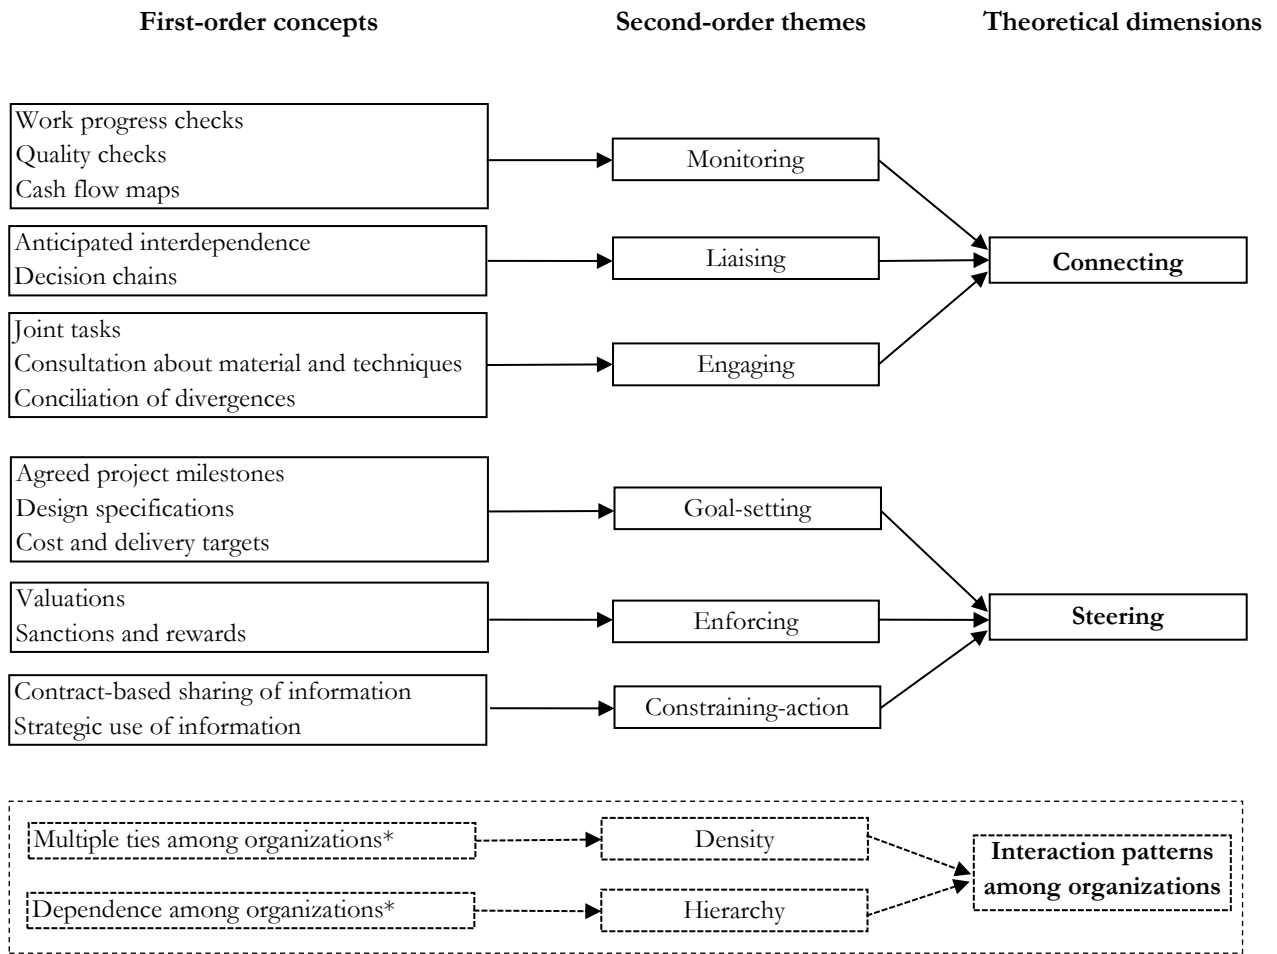 First-order concepts
Second-order themes
Theoretical dimensions
Work progress checks
Quality checks
Cash flow maps
Monitoring
Anticipated interdependence
Decision chains
Liaising
Connecting
Joint tasks
Consultation about material and techniques
Conciliation of divergences
Engaging
Agreed project milestones
Design specifications
Cost and delivery targets
Goal-setting
Valuations
Sanctions and rewards
Enforcing
Steering
Contract-based sharing of information
Strategic use of information
Constraining-action
Multiple ties among organizations*
Density
Dependence among organizations*
Hierarchy
Interaction patterns
among organizations